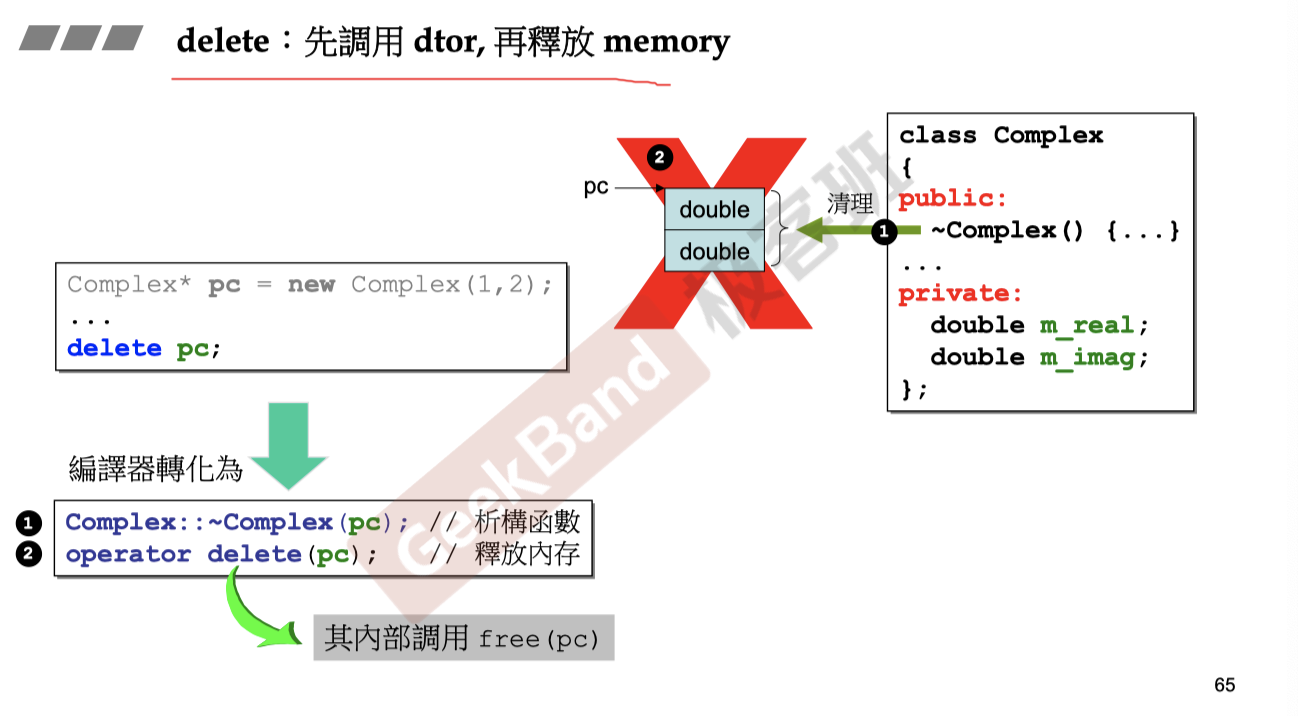 delete：先調用 dtor, 再釋放 memory
2
pc
double
double
清理
1
class Complex
{
public:
~Complex() {...}
...
private:
double m_real;
double m_imag;
};
Complex* pc = new Complex(1,2);
...
delete pc;
編譯器轉化為
1 Complex::~Complex(pc); // 析構函數
2 operator delete(pc); // 釋放內存
其內部調用 free(pc)
GeekBand 极客班
65